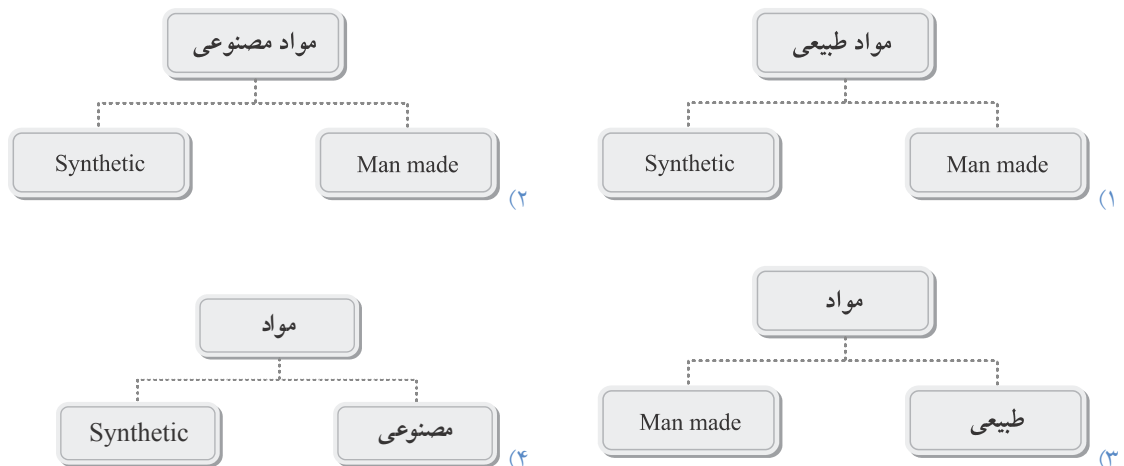 مواد طبیعی
Man made
Synthetic
۱)
مواد مصنوعی
Man made
Synthetic
۲)
مواد
طبیعی
Man made
۳)
مواد
مصنوعی
Synthetic
۴)